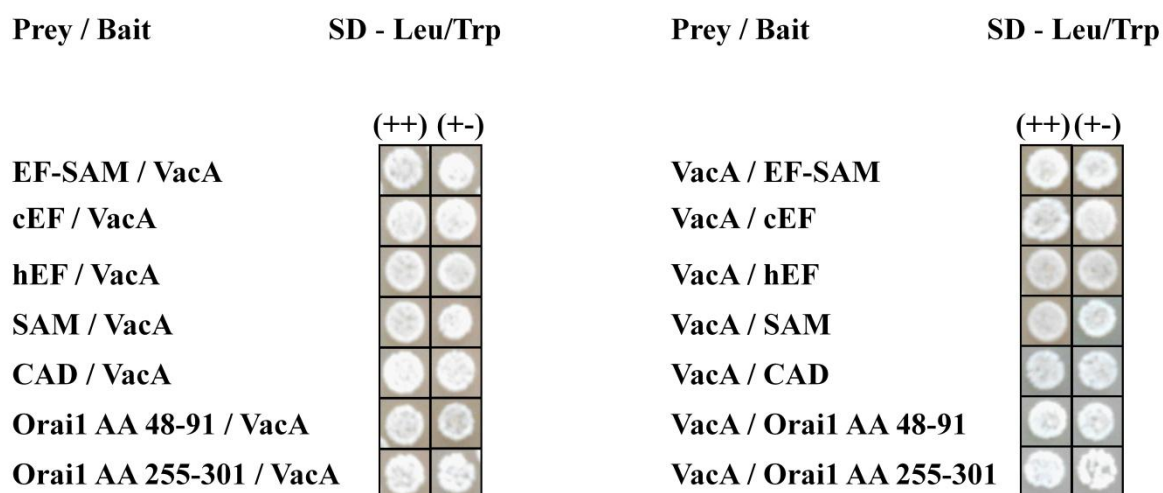 Prey / Bait SD - Leu/Trp Prey / Bait SD - Leu/Trp
(++) (+-) (++) (+-)
EF-SAM / VacA VacA / EF-SAM
cEF / VacA VacA / cEF
hEF / VacA VacA / hEF
SAM / VacA VacA / SAM
CAD / VacA VacA / CAD
Orai1 AA 48-91 / VacA VacA / Orai1 AA 48-91
Orai1 AA 255-301 / VacA VacA / Orai1 AA 255-301